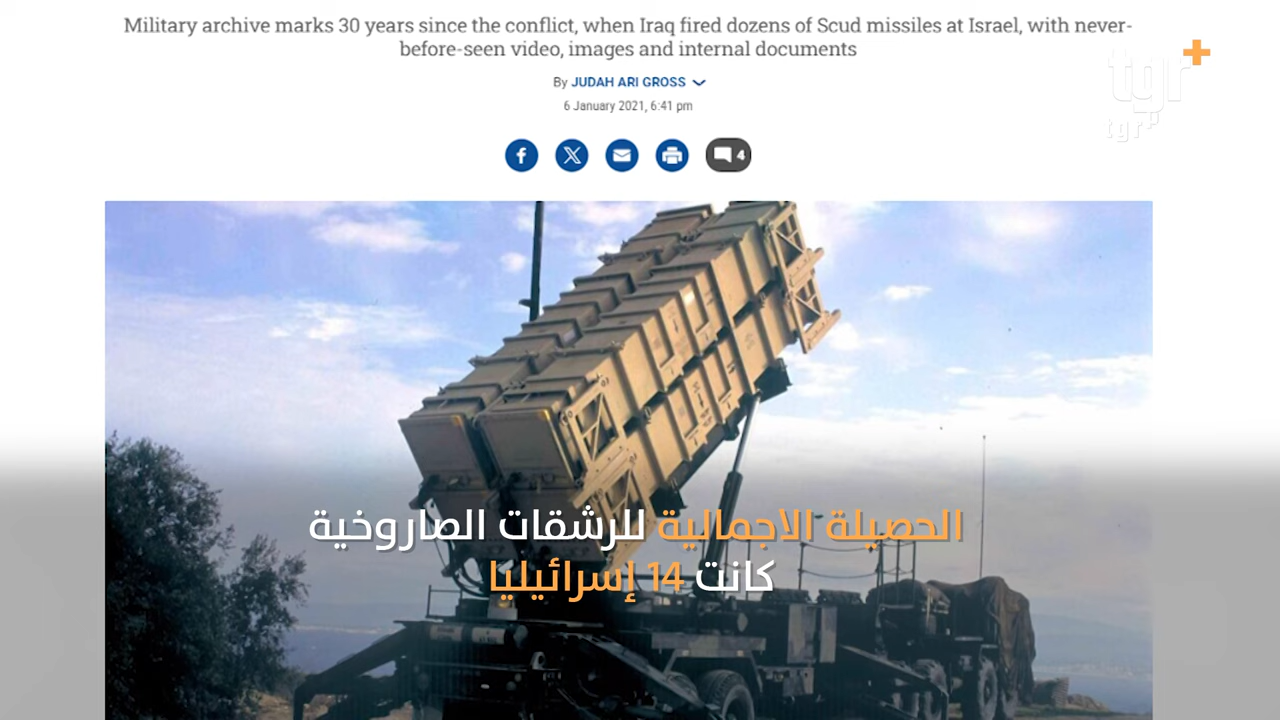 Military archive marks 30 years since the conflict, when Iraq fired dozens of Scud missiles at Israel, with never-
before-seen video, images and internal documents
By JUDAH ARI GROSS
6 January 2021, 6:41 pm
4
tgr+
tgr
الحصيلة الاجمالية للرشقات الصاروخية
كانت 14 إسرائيليا